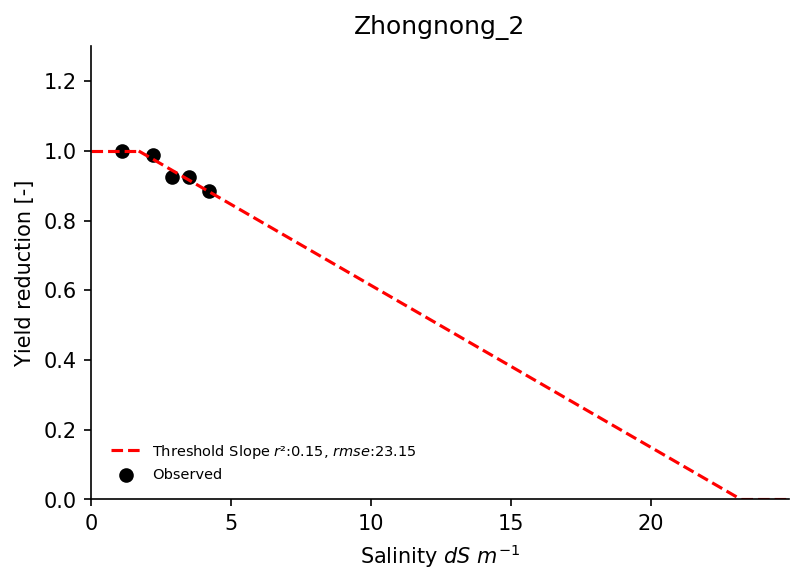 Zhongnong_2
Yield reduction [-]
1.2
1.0
0.8
0.6
0.4
0.2
0.0
Threshold Slope r²:0.15, rmse:23.15
Observed
0 5 10 15 20
Salinity dS m⁻¹